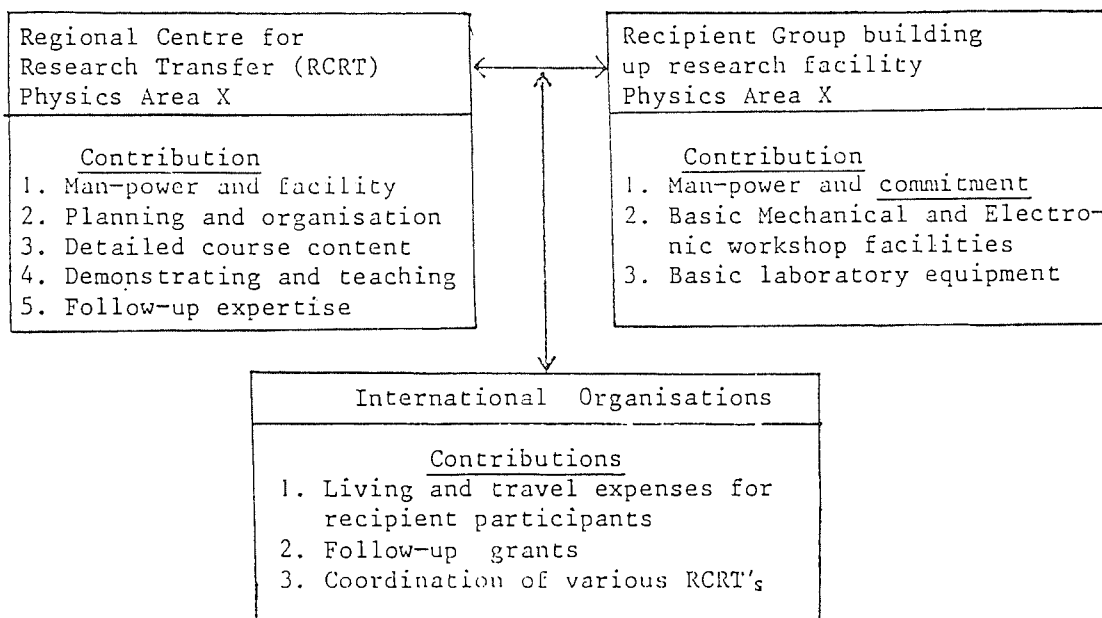 Regional Centre for
Research Transfer (RCRT)
Physics Area X
Contribution
1. Man-power and facility
2. Planning and organisation
3. Detailed course content
4. Demonstrating and teaching
5. Follow-up expertise
Recipient Group building
up research facility
Physics Area X
Contribution
1. Man-power and commitment
2. Basic Mechanical and Electro-
nic workshop facilities
3. Basic laboratory equipment
International Organisations
Contributions
1. Living and travel expenses for
recipient participants
2. Follow-up grants
3. Coordination of various RCRT's